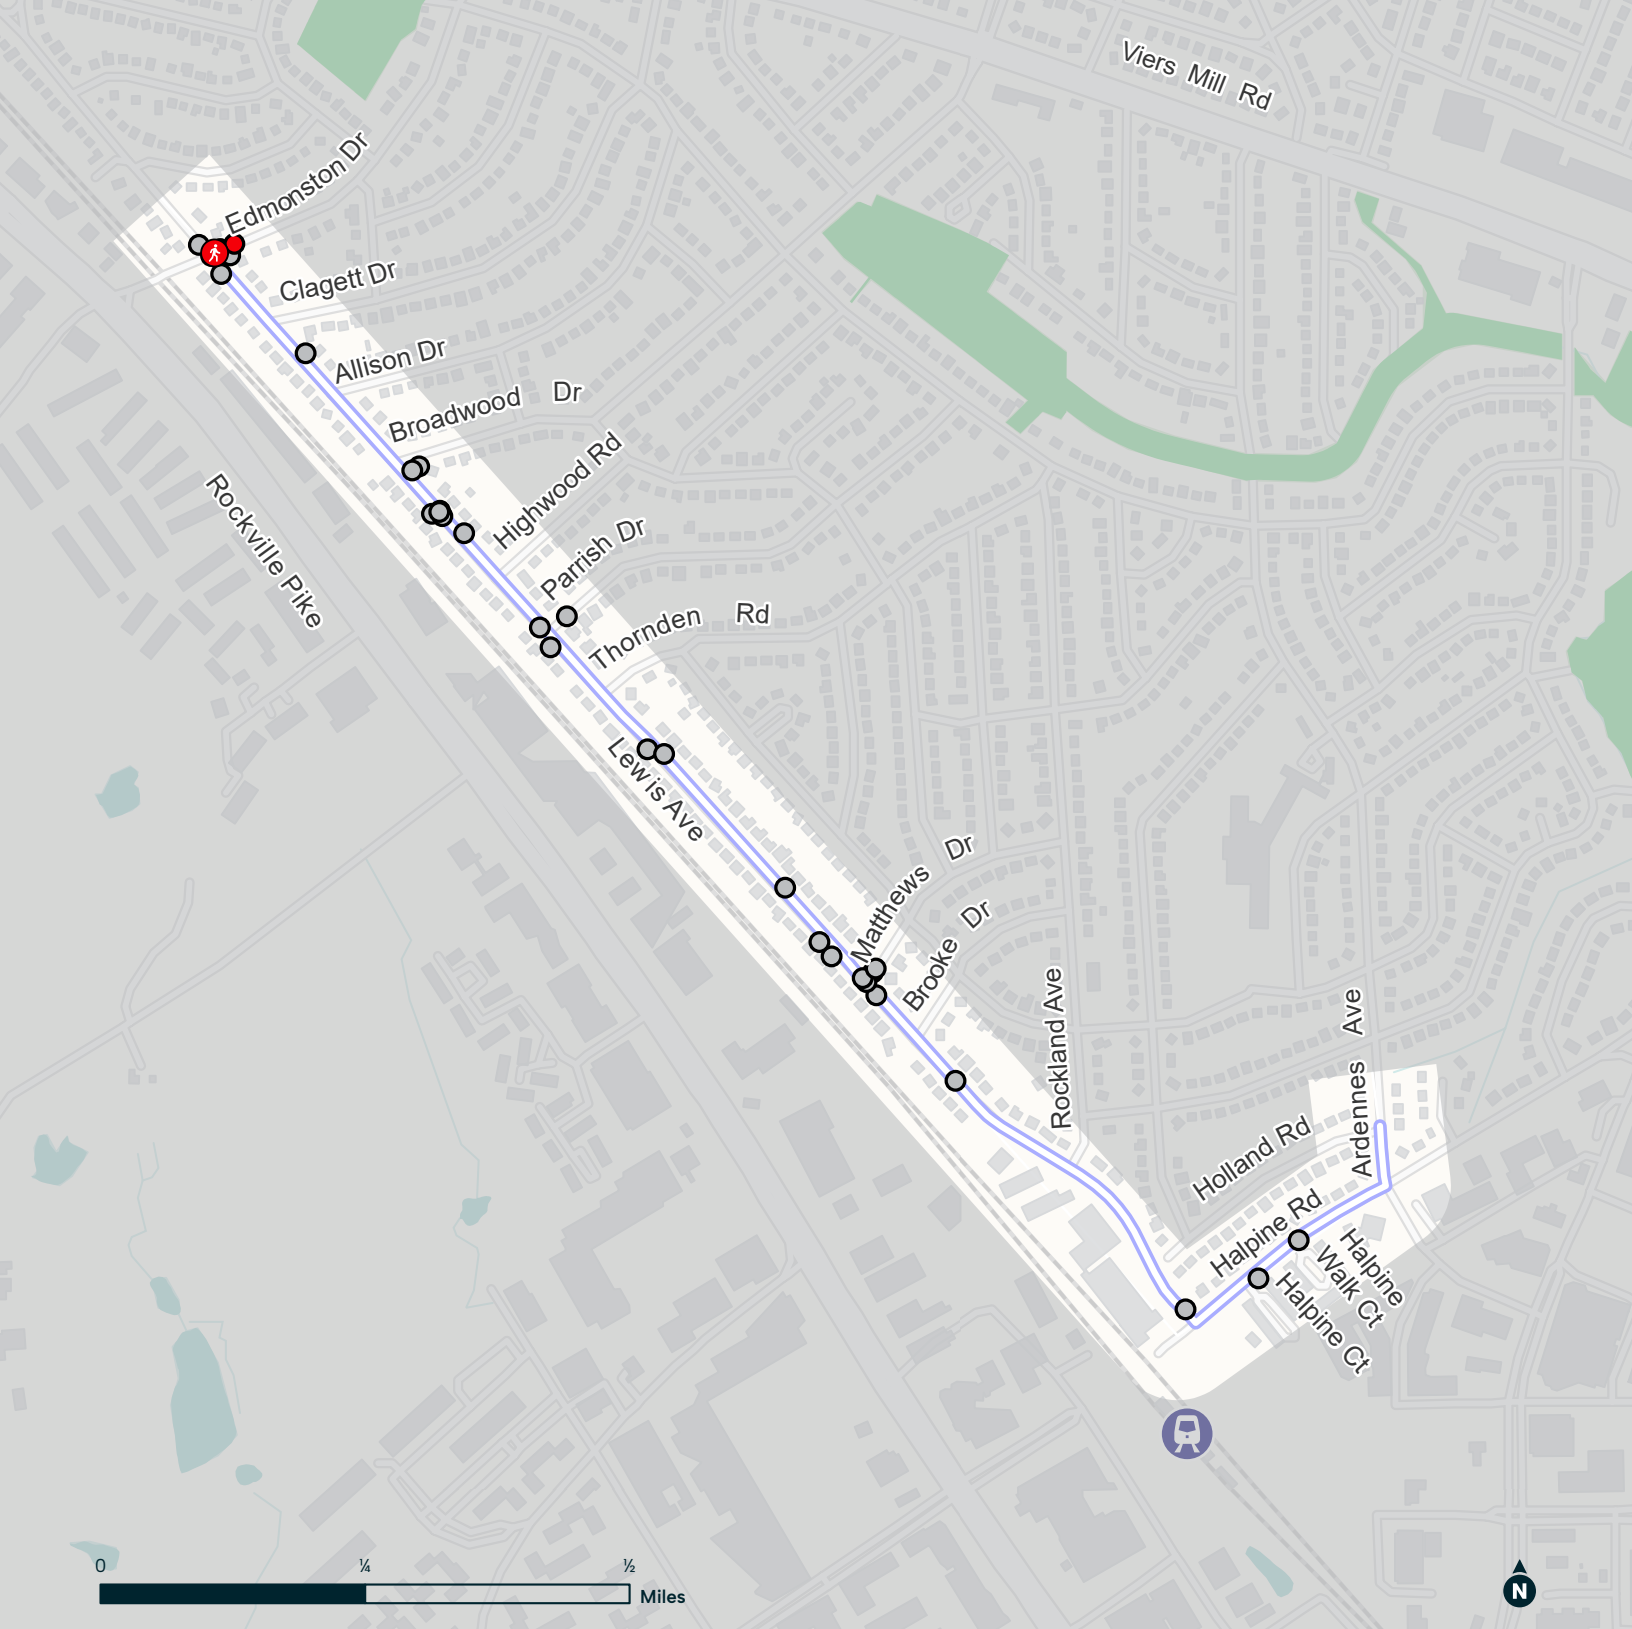 Viers Mill Rd
Edmonston Dr
Clagett Dr
Allison Dr
Broadwood Dr
Highwood Rd
Rockville Pike
Parrish Dr
Thornden Rd
Lewis Ave
Matthews Dr
Brooke Dr
Rockland Ave
Ardennes Ave
Holland Rd
Halpine Rd
Halpine
Walk Ct
Halpine Ct
0 ¼ ½
Miles
N